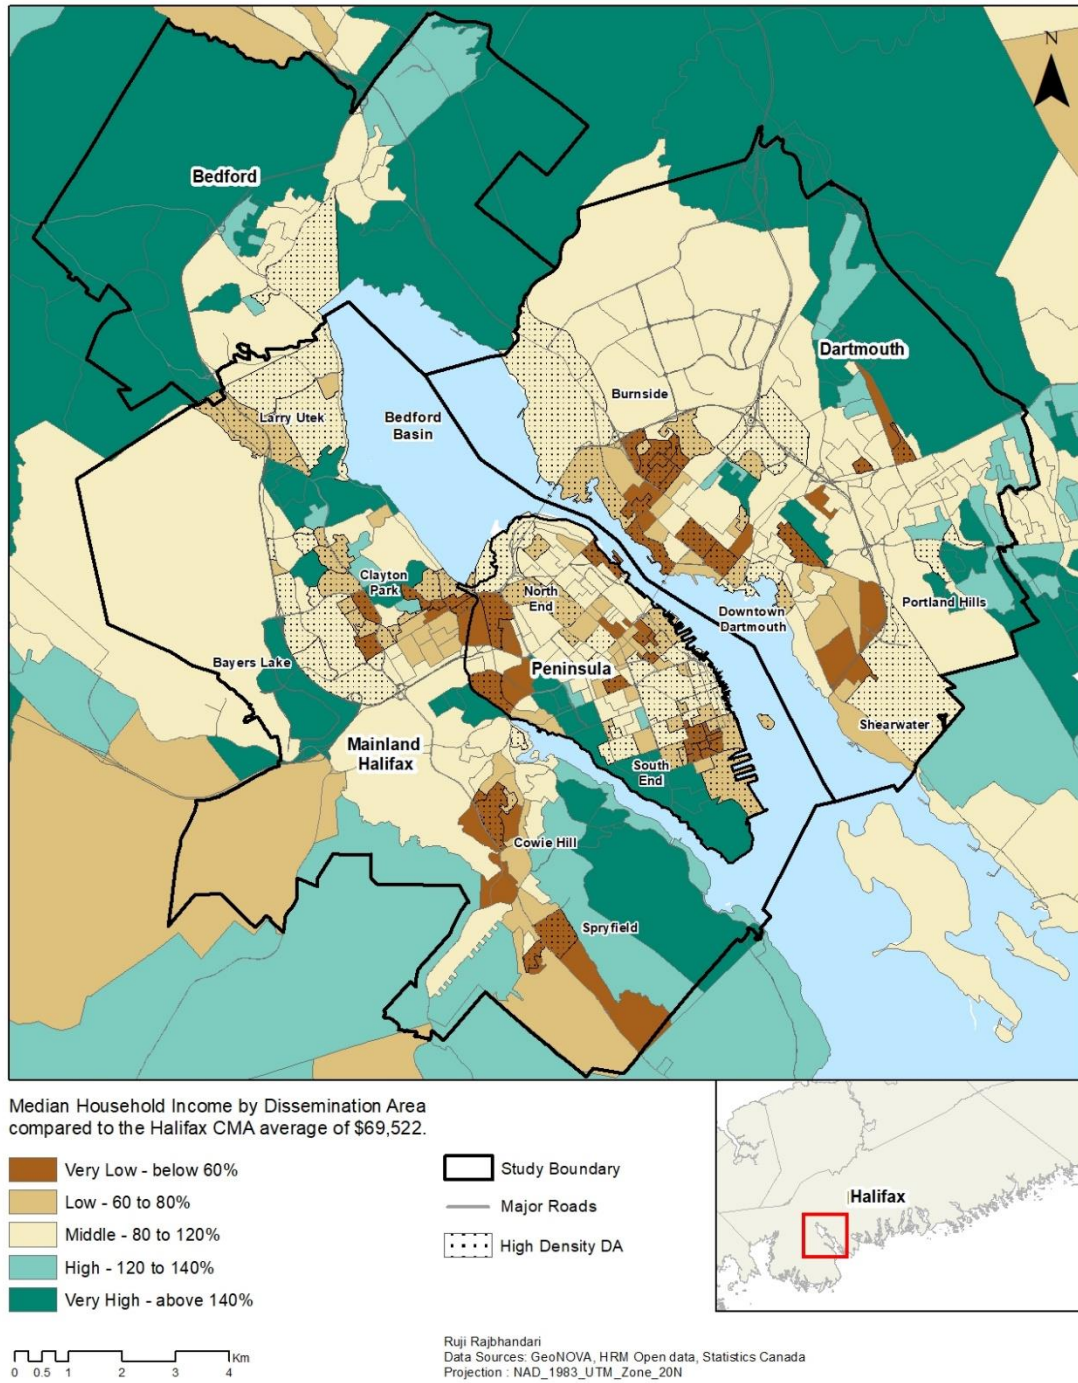 N
Bedford
Dartmouth
Burnside
Larry Utek
Bedford
Basin
Clayton
Park
North
End
Downtown
Dartmouth
Portland Hills
Bayers Lake
Peninsula
Shearwater
Mainland
Halifax
South
End
Cowie Hill
Spryfield
Median Household Income by Dissemination Area
compared to the Halifax CMA average of $69,522.
Very Low - below 60%
Low - 60 to 80%
Middle - 80 to 120%
High - 120 to 140%
Very High - above 140%
Study Boundary
Major Roads
High Density DA
Halifax
0 0.5 1 2 3 4 Km
Ruji Rajbhandari
Data Sources: GeoNOVA, HRM Open data, Statistics Canada
Projection : NAD_1983_UTM_Zone_20N